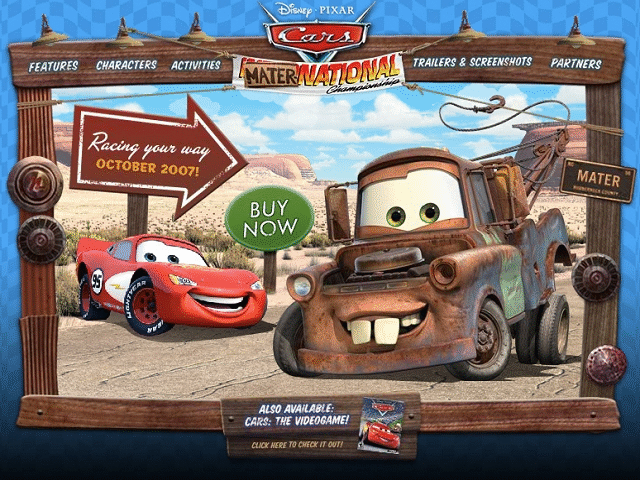 Disney · PIXAR
Cars
MATER-NATIONAL
Championship
FEATURES
CHARACTERS
ACTIVITIES
TRAILERS & SCREENSHOTS
PARTNERS
Racing your way
OCTOBER 2007!
BUY
NOW
MATER
95
LIGHTYEAR
ALSO AVAILABLE:
CARS: THE VIDEOGAME!
CLICK HERE TO CHECK IT OUT!